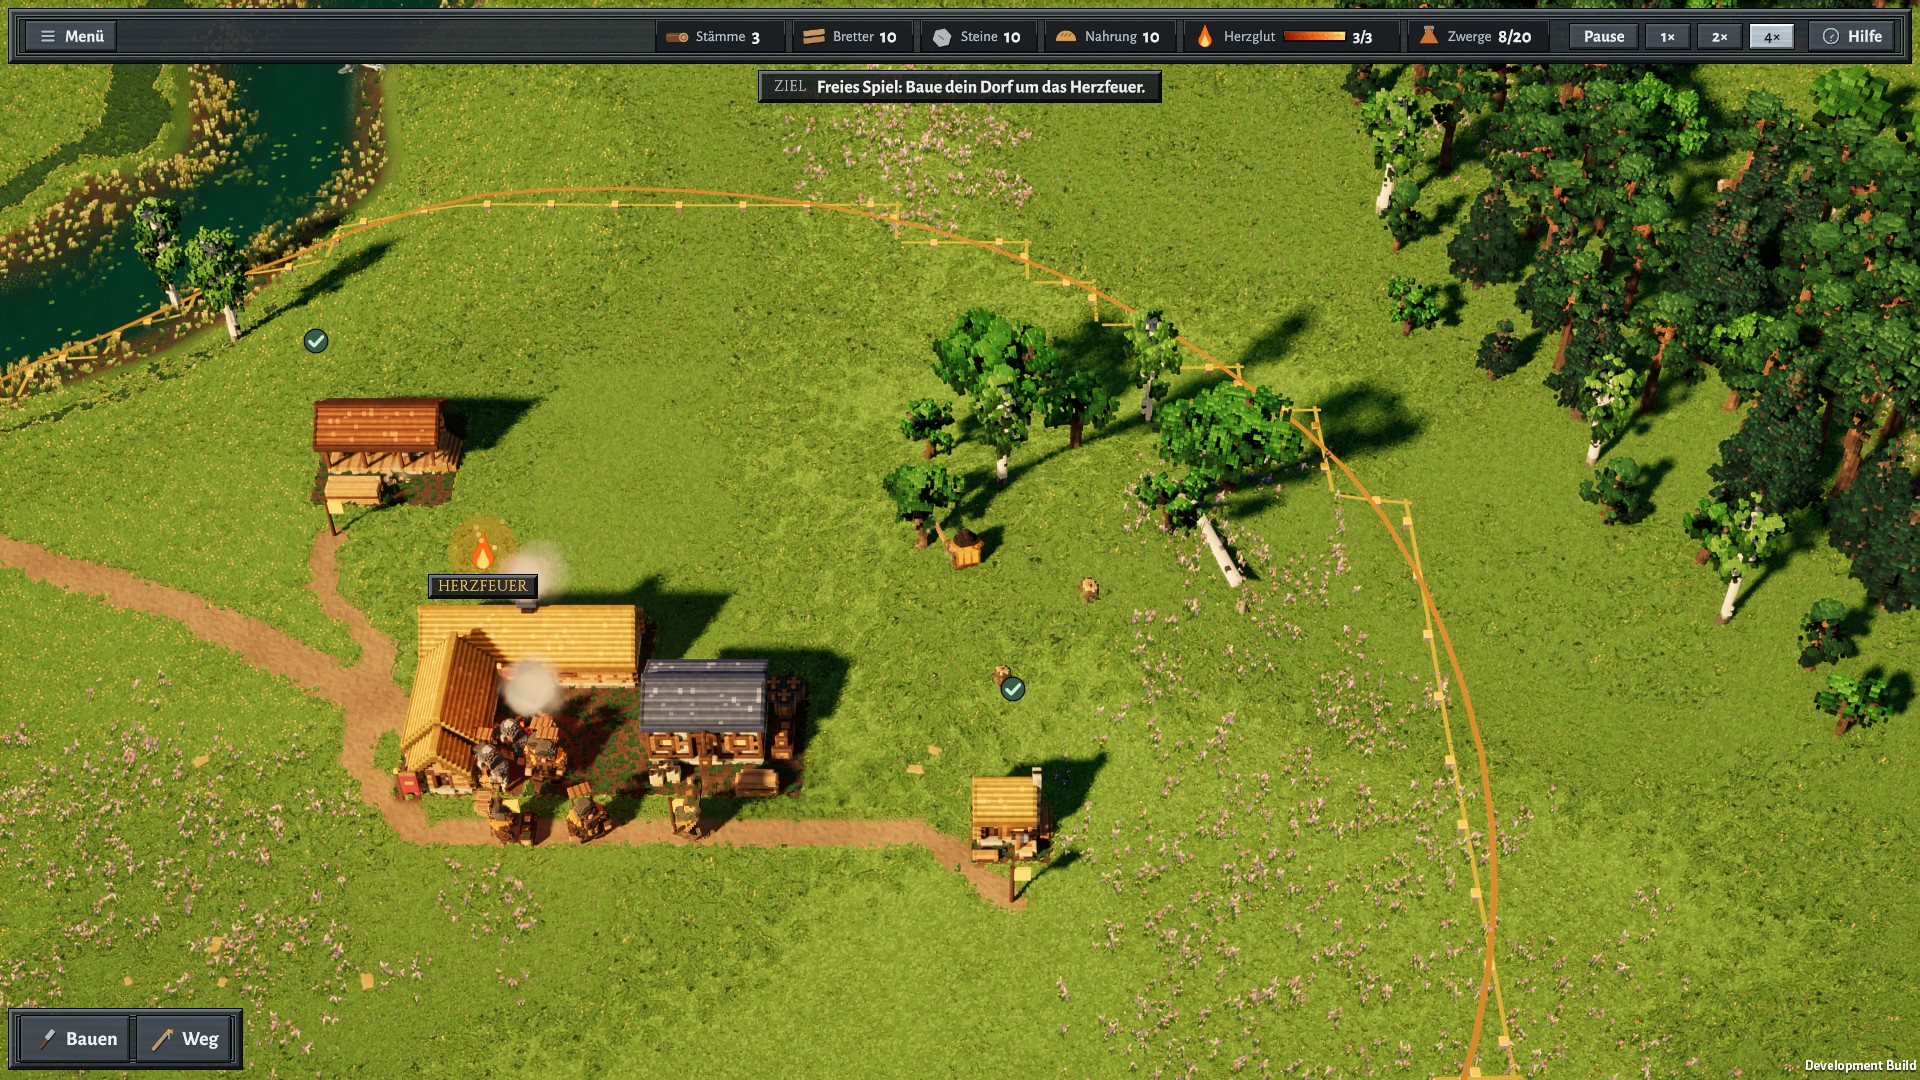 Menü
Stämme 3
Bretter 10
Steine 10
Nahrung 10
Herzglut 3/3
Zwerge 8/20
Pause
1×
2×
4×
Hilfe
ZIEL Freies Spiel: Baue dein Dorf um das Herzfeuer.
HERZFEUER
Bauen
Weg
Development Build